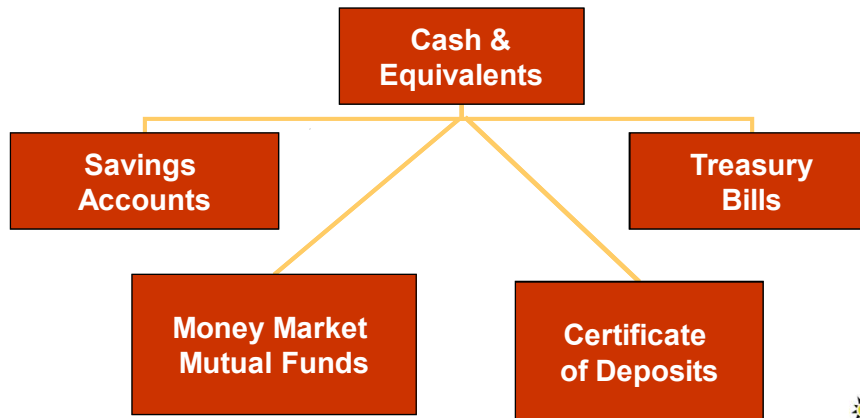 Cash &
Equivalents
Savings
Accounts
Treasury
Bills
Money Market
Mutual Funds
Certificate
of Deposits